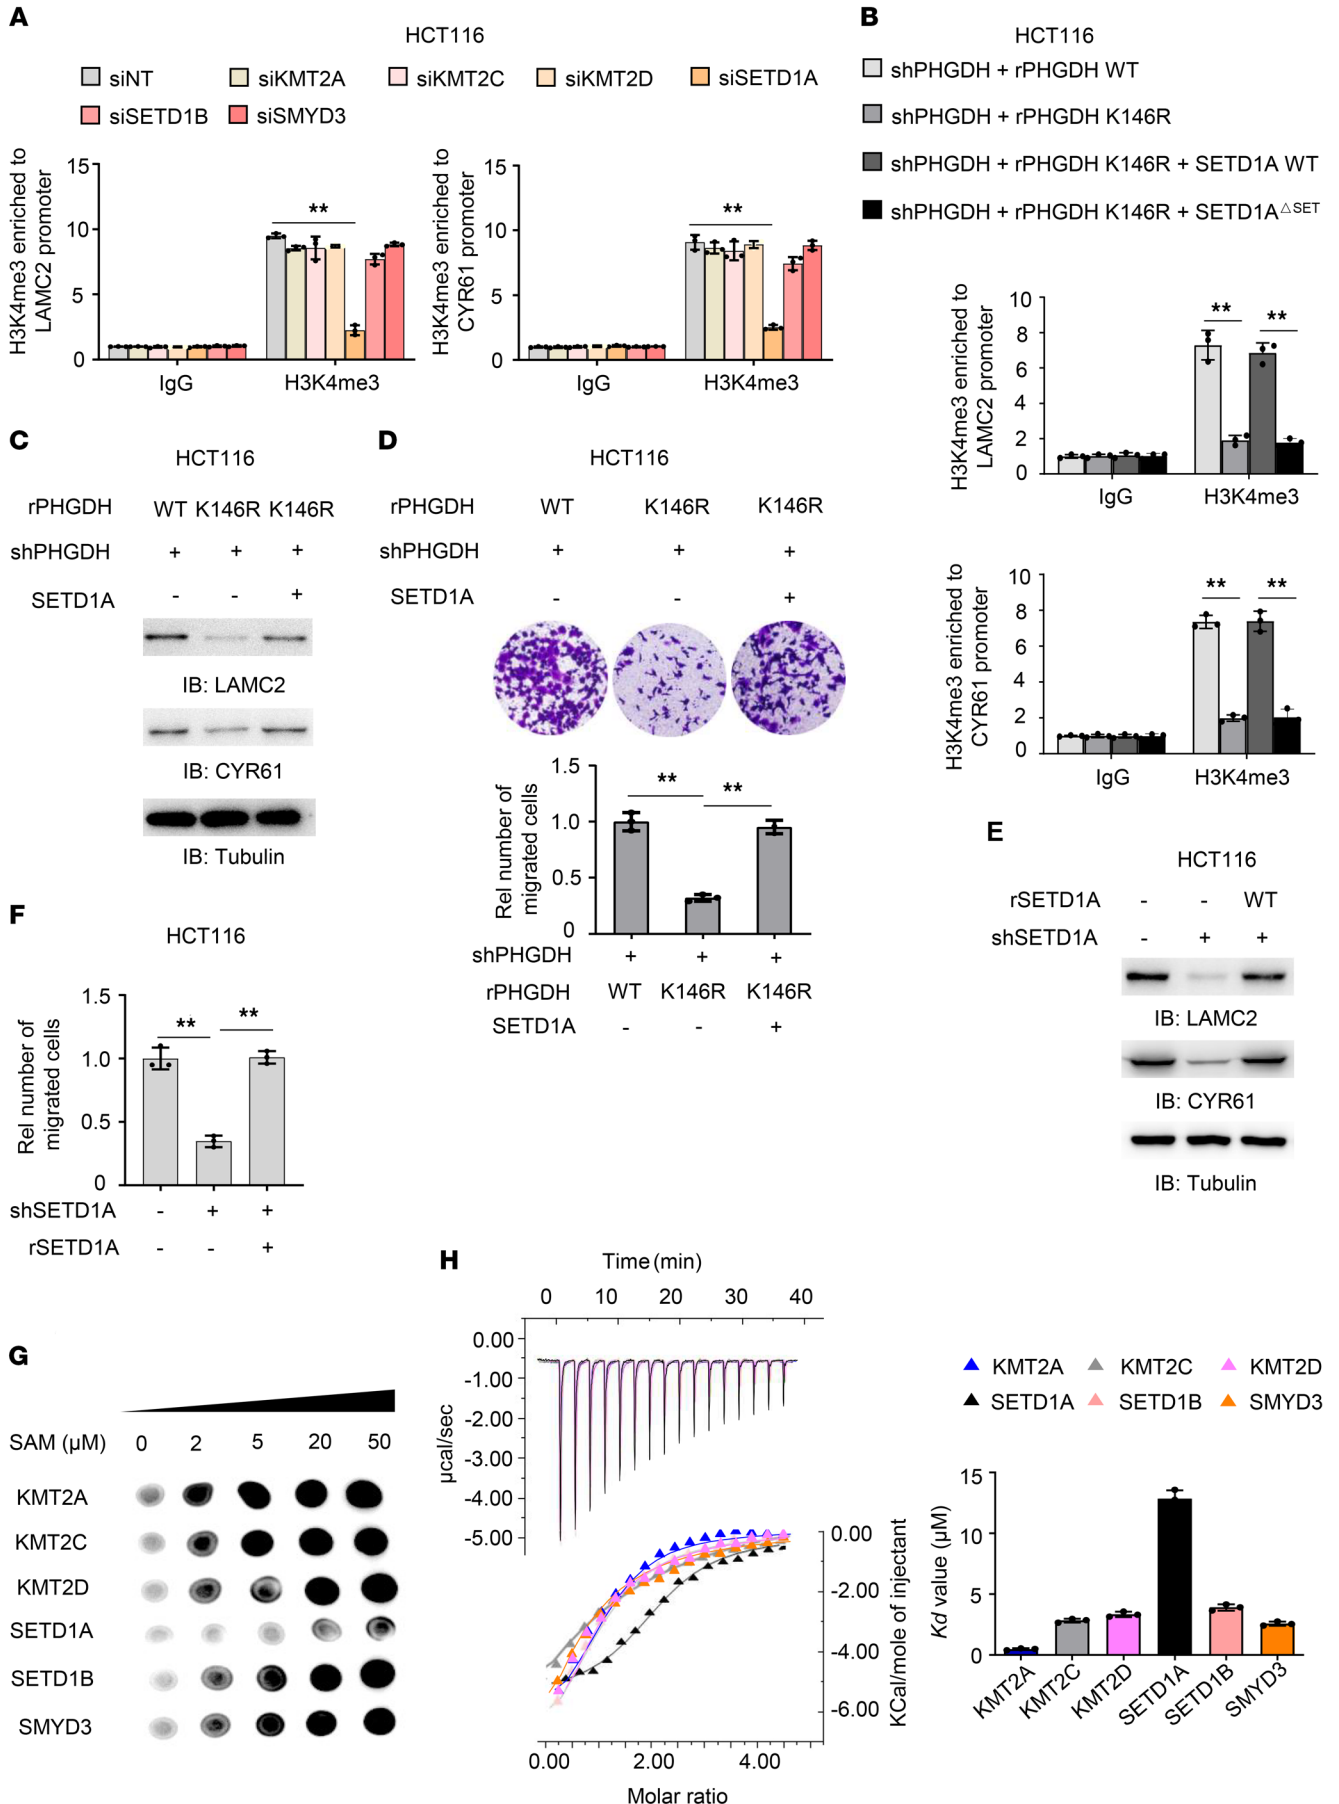 A
HCT116
siNT
siKMT2A
siKMT2C
siKMT2D
siSETD1A
siSETD1B
siSMYD3
H3K4me3 enriched to
LAMC2 promoter
15
10
5
0
**
IgG
H3K4me3
H3K4me3 enriched to
CYR61 promoter
15
10
5
0
**
IgG
H3K4me3
B
HCT116
shPHGDH + rPHGDH WT
shPHGDH + rPHGDH K146R
shPHGDH + rPHGDH K146R + SETD1A WT
shPHGDH + rPHGDH K146R + SETD1A△SET
H3K4me3 enriched to
LAMC2 promoter
10
8
6
4
2
0
**
**
IgG
H3K4me3
H3K4me3 enriched to
CYR61 promoter
10
8
6
4
2
0
**
**
IgG
H3K4me3
C
HCT116
rPHGDH WT K146R K146R
shPHGDH + + +
SETD1A - - +
IB: LAMC2
IB: CYR61
IB: Tubulin
D
HCT116
rPHGDH WT K146R K146R
shPHGDH + + +
SETD1A - - +
Rel number of
migrated cells
1.5
1.0
0.5
0
**
**
shPHGDH + + +
rPHGDH WT K146R K146R
SETD1A - - +
E
HCT116
rSETD1A - - WT
shSETD1A - + +
IB: LAMC2
IB: CYR61
IB: Tubulin
F
HCT116
Rel number of
migrated cells
1.5
1.0
0.5
0
**
**
shSETD1A - + +
rSETD1A - - +
G
SAM (μM) 0 2 5 20 50
KMT2A
KMT2C
KMT2D
SETD1A
SETD1B
SMYD3
H
Time (min)
0 10 20 30 40
μcal/sec
0.00
-1.00
-2.00
-3.00
-4.00
-5.00
0.00
-2.00
-4.00
-6.00
KCal/mole of injectant
0.00 2.00 4.00
Molar ratio
KMT2A KMT2C KMT2D
SETD1A SETD1B SMYD3
Kd value (μM)
15
10
5
0
KMT2A
KMT2C
KMT2D
SETD1A
SETD1B
SMYD3